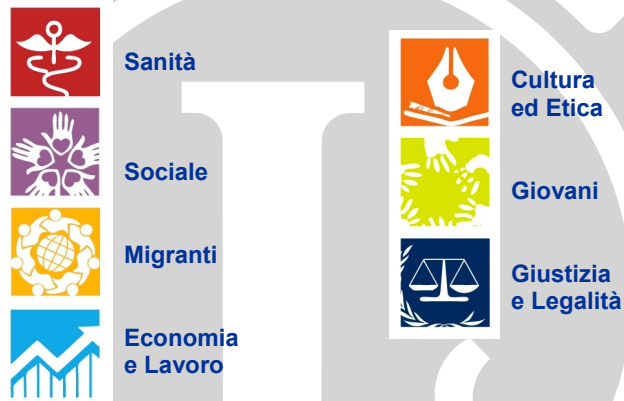 Sanità
Sociale
Migranti
Economia
e Lavoro
Cultura
ed Etica
Giovani
Giustizia
e Legalità